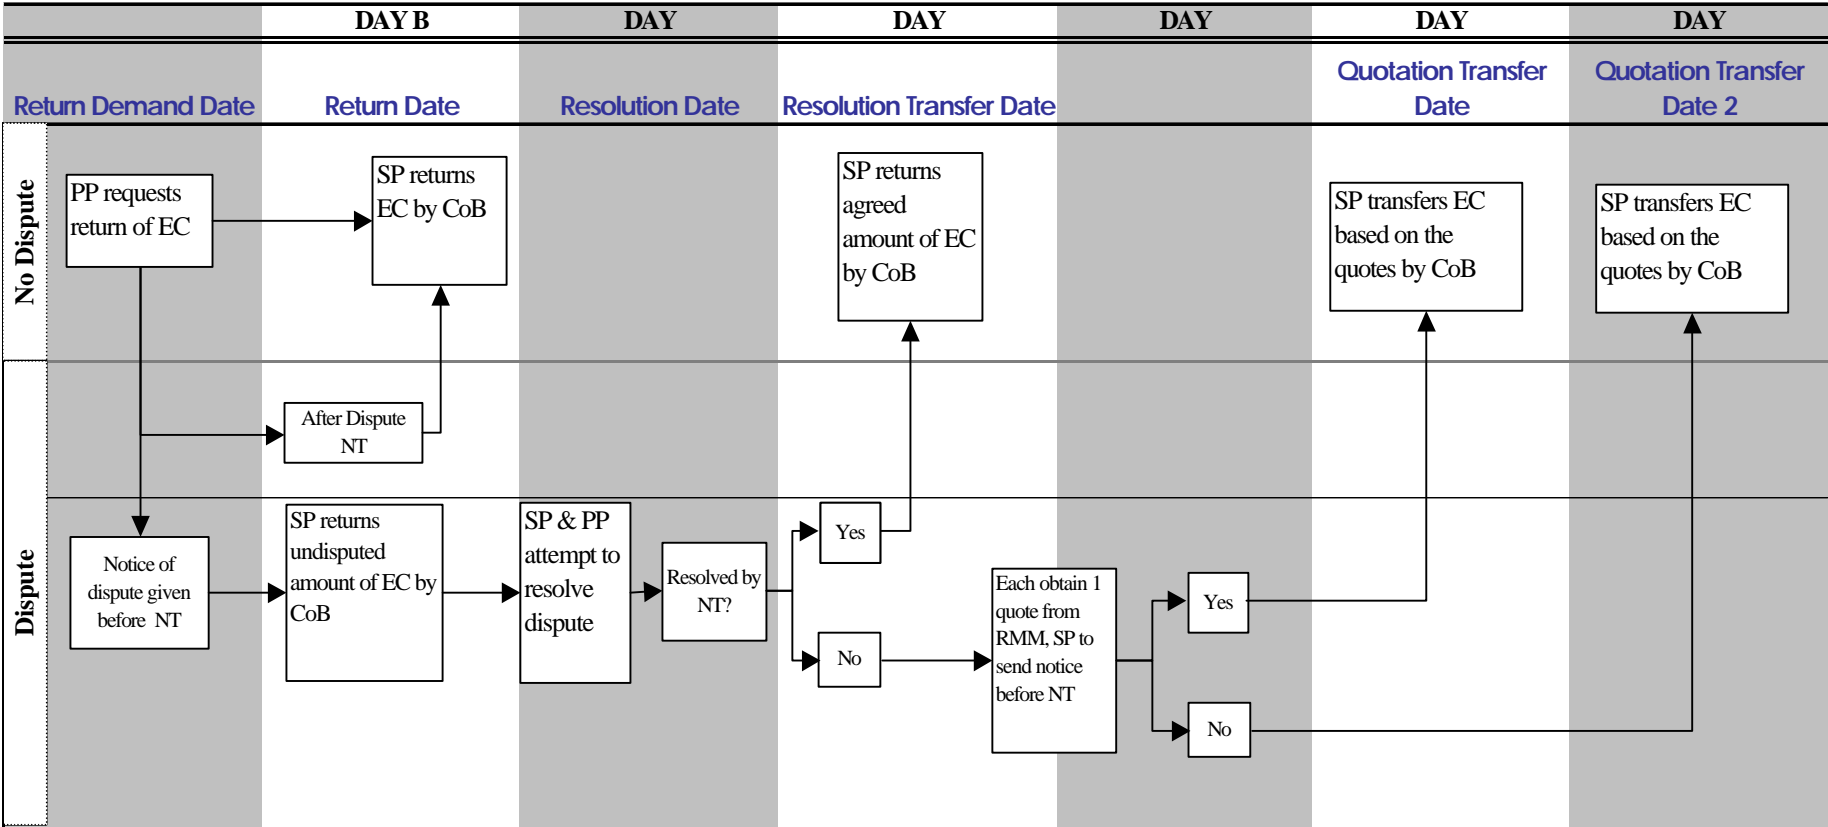 DAY B
DAY
DAY
DAY
DAY
DAY
Return Demand Date
Return Date
Resolution Date
Resolution Transfer Date
Quotation Transfer
Date
Quotation Transfer
Date 2
No Dispute
PP requests
return of EC
SP returns
EC by CoB
SP returns
agreed
amount of EC
by CoB
SP transfers EC
based on the
quotes by CoB
SP transfers EC
based on the
quotes by CoB
After Dispute
NT
Dispute
Notice of
dispute given
before NT
SP returns
undisputed
amount of EC by
CoB
SP & PP
attempt to
resolve
dispute
Resolved by
NT?
Yes
No
Each obtain 1
quote from
RMM, SP to
send notice
before NT
Yes
No